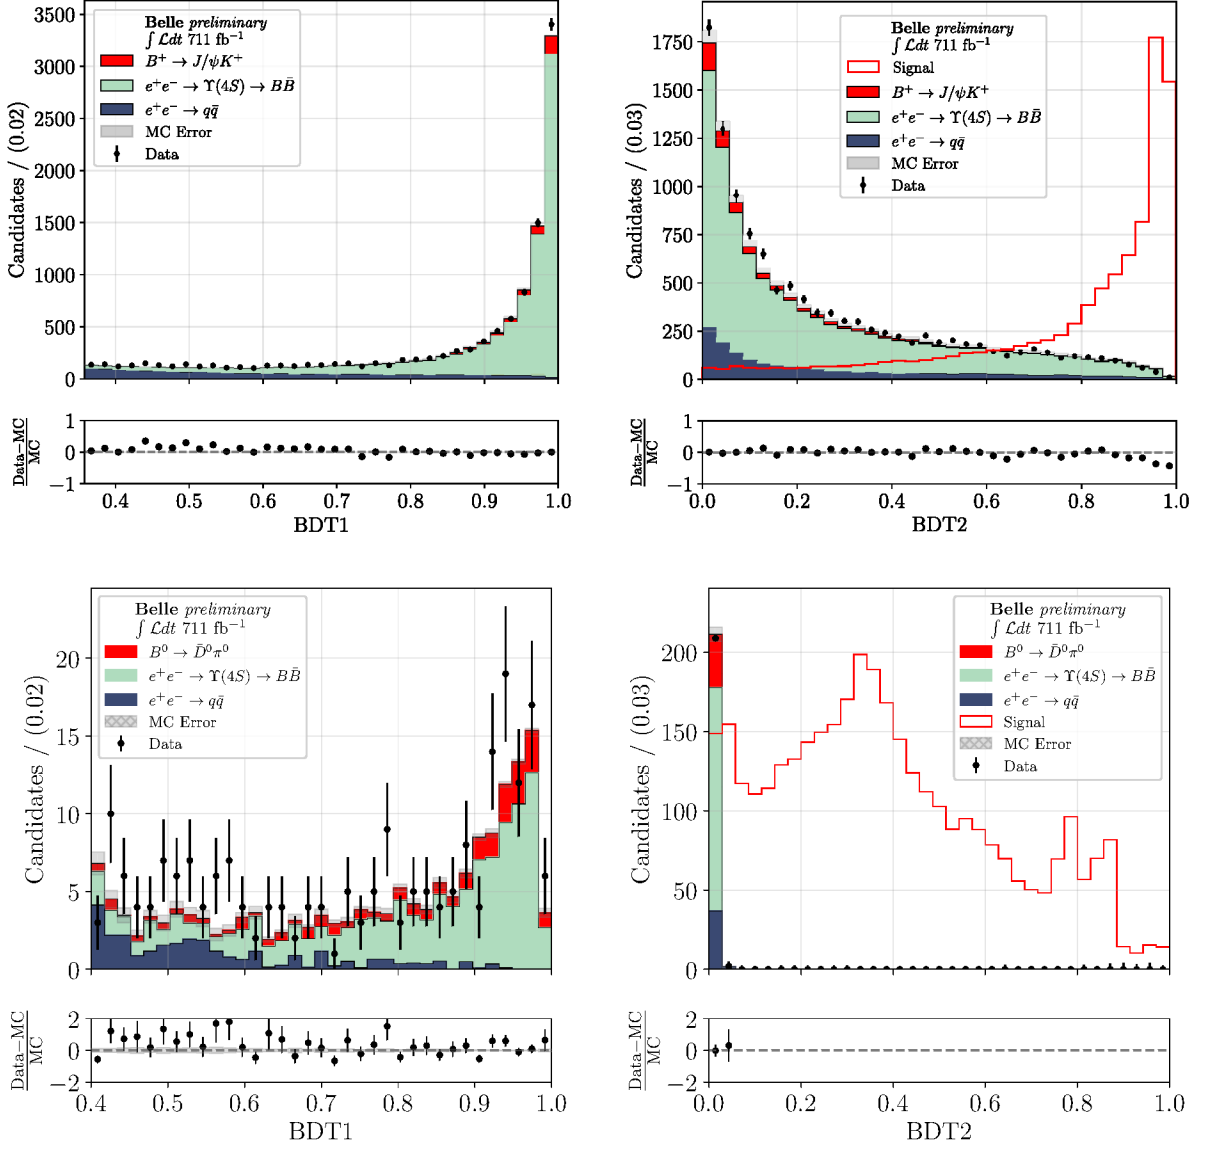 Belle preliminary
∫ ℒdt 711 fb⁻¹
B⁺ → J/ψK⁺
e⁺e⁻ → Υ(4S) → BB̄
e⁺e⁻ → qq̄
MC Error
Data
Candidates / (0.02)
3500
3000
2500
2000
1500
1000
500
0
Data−MC
MC
1
0
−1
0.4 0.5 0.6 0.7 0.8 0.9 1.0
BDT1
Belle preliminary
∫ ℒdt 711 fb⁻¹
Signal
B⁺ → J/ψK⁺
e⁺e⁻ → Υ(4S) → BB̄
e⁺e⁻ → qq̄
MC Error
Data
Candidates / (0.03)
1750
1500
1250
1000
750
500
250
0
Data−MC
MC
1
0
−1
0.0 0.2 0.4 0.6 0.8 1.0
BDT2
Belle preliminary
∫ ℒdt 711 fb⁻¹
B⁰ → D̄⁰π⁰
e⁺e⁻ → Υ(4S) → BB̄
e⁺e⁻ → qq̄
MC Error
Data
Candidates / (0.02)
20
15
10
5
0
Data−MC
MC
2
0
−2
0.4 0.5 0.6 0.7 0.8 0.9 1.0
BDT1
Belle preliminary
∫ ℒdt 711 fb⁻¹
B⁰ → D̄⁰π⁰
e⁺e⁻ → Υ(4S) → BB̄
e⁺e⁻ → qq̄
Signal
MC Error
Data
Candidates / (0.03)
200
150
100
50
0
Data−MC
MC
2
0
−2
0.0 0.2 0.4 0.6 0.8 1.0
BDT2